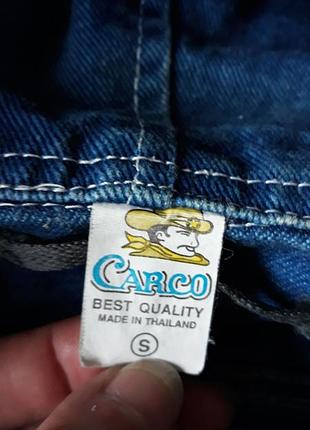 CARCO
BEST QUALITY
MADE IN THAILAND
S